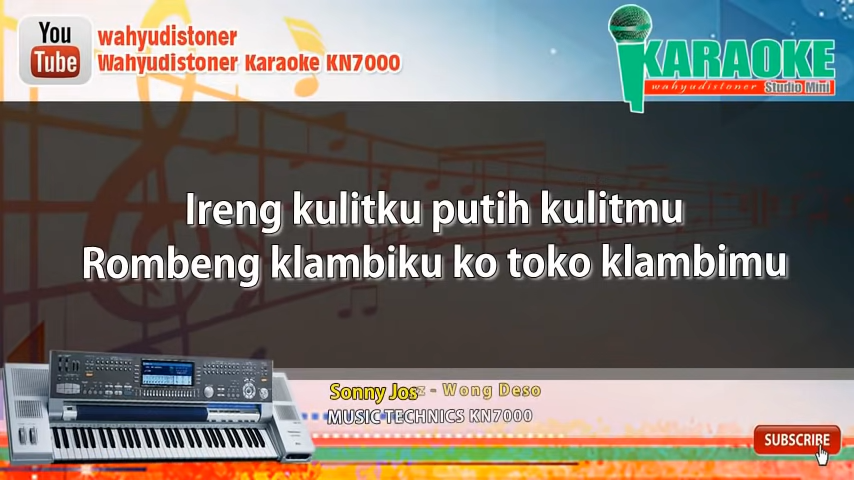 You
Tube
wahyudistoner
Wahyudistoner Karaoke KN7000
KARAOKE
wahyudistoner Studio Mini
Ireng kulitku putih kulitmu
Rombeng klambiku ko toko klambimu
Sonny Josz - Wong Deso
MUSIC TECHNICS KN7000
SUBSCRIBE